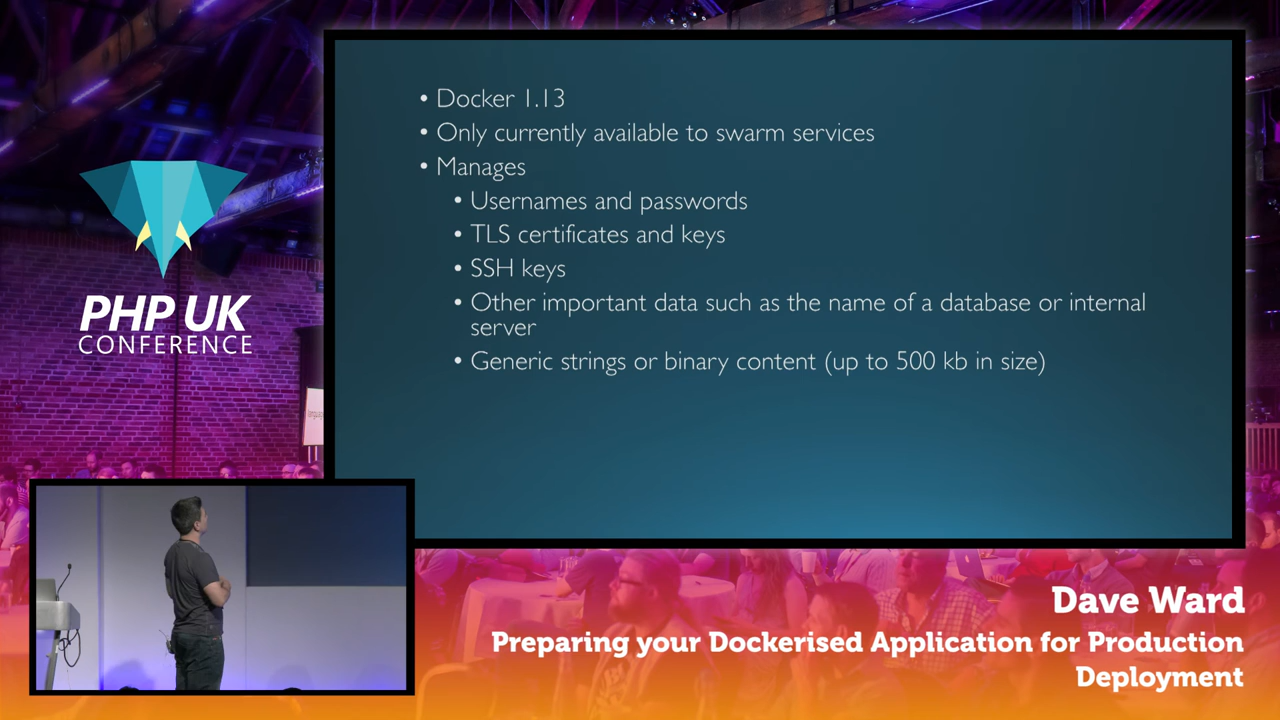 • Docker 1.13
• Only currently available to swarm services
• Manages
• Usernames and passwords
• TLS certificates and keys
• SSH keys
• Other important data such as the name of a database or internal
server
• Generic strings or binary content (up to 500 kb in size)
PHP UK
CONFERENCE
Dave Ward
Preparing your Dockerised Application for Production
Deployment